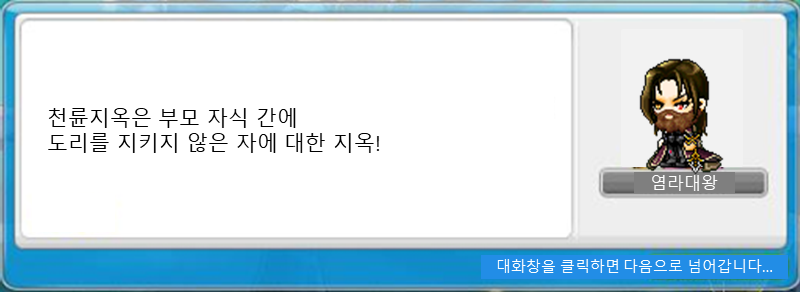 천륜지옥은 부모 자식 간에
도리를 지키지 않은 자에 대한 지옥!
염라대왕
대화창을 클릭하면 다음으로 넘어갑니다...